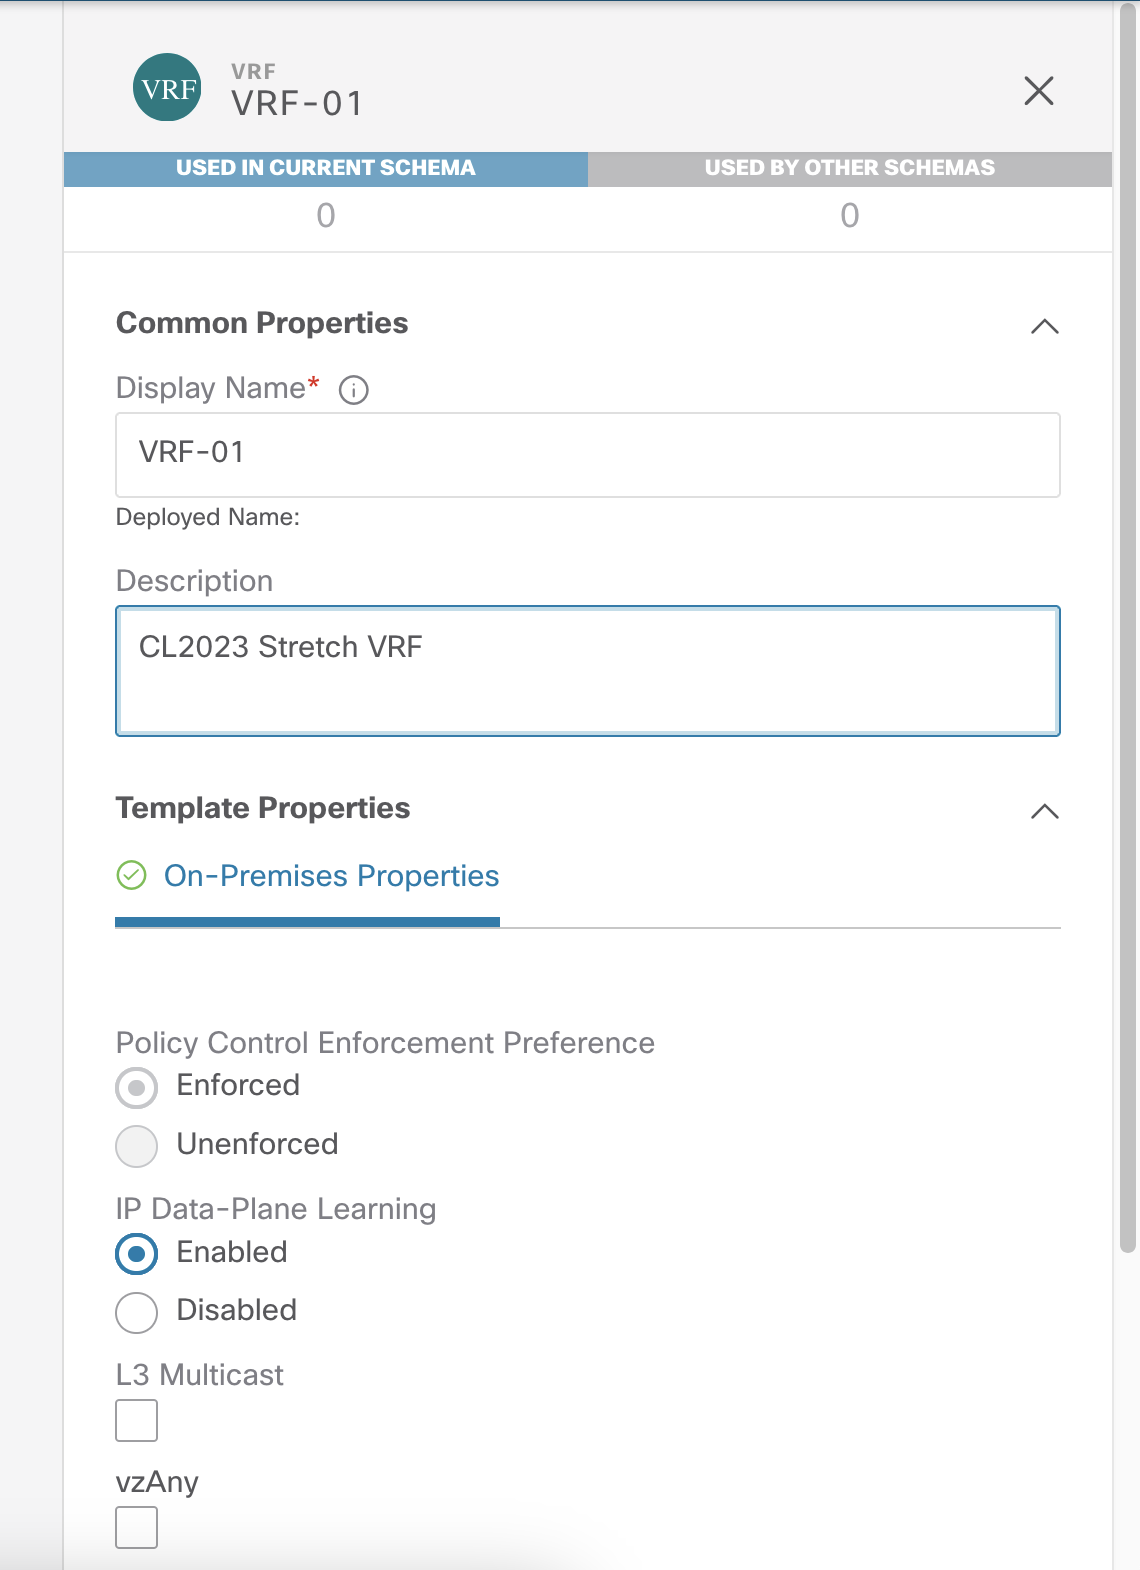 VRF
VRF
VRF-01
USED IN CURRENT SCHEMA
USED BY OTHER SCHEMAS
0
0
Common Properties
Display Name*
VRF-01
Deployed Name:
Description
CL2023 Stretch VRF
Template Properties
On-Premises Properties
Policy Control Enforcement Preference
Enforced
Unenforced
IP Data-Plane Learning
Enabled
Disabled
L3 Multicast
vzAny